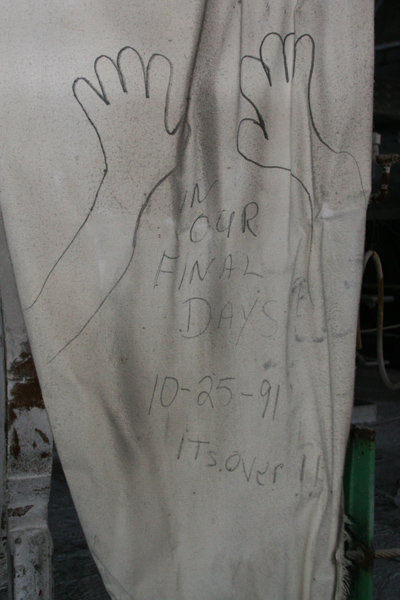 IN
OUR
FINAL
DAYS
10-25-91
iTs.over !!